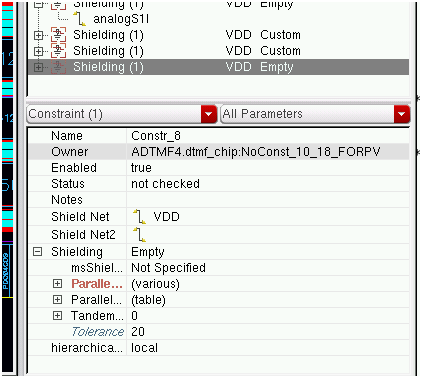 Shielding (1) VDD Empty
analogS1I
Shielding (1) VDD Custom
Shielding (1) VDD Custom
Shielding (1) VDD Empty
Constraint (1) All Parameters
Name Constr_8
Owner ADTMF4.dtmf_chip:NoConst_10_18_FORPV
Enabled true
Status not checked
Notes
Shield Net VDD
Shield Net2
Shielding Empty
msShiel... Not Specified
Paralle... (various)
Parallel... (table)
Tandem... 0
Tolerance 20
hierarchica... local